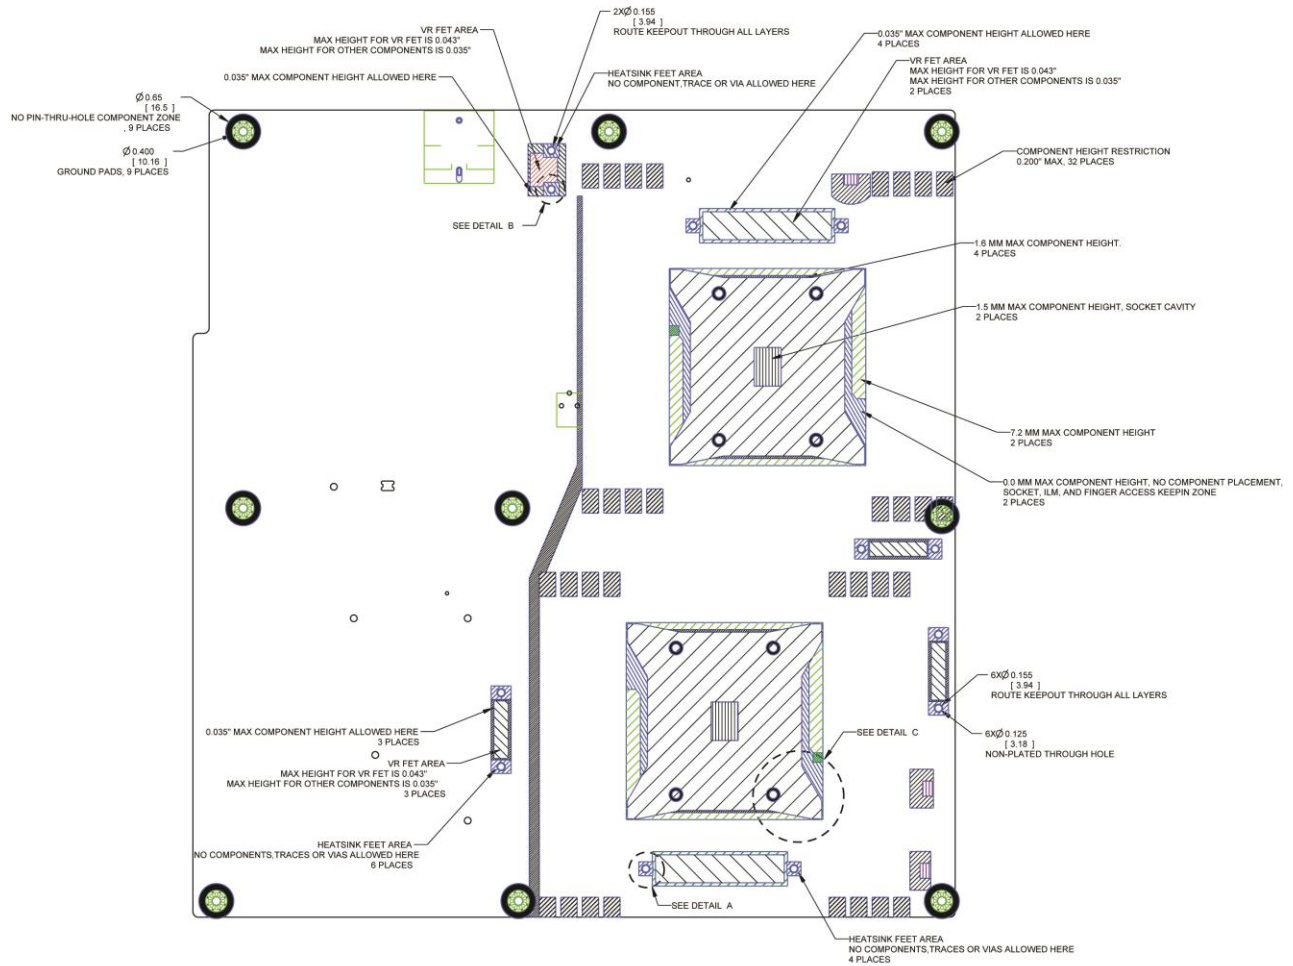 2XØ 0.155
[ 3.94 ]
ROUTE KEEPOUT THROUGH ALL LAYERS
VR FET AREA
MAX HEIGHT FOR VR FET IS 0.043"
MAX HEIGHT FOR OTHER COMPONENTS IS 0.035"
0.035" MAX COMPONENT HEIGHT ALLOWED HERE
4 PLACES
VR FET AREA
MAX HEIGHT FOR VR FET IS 0.043"
MAX HEIGHT FOR OTHER COMPONENTS IS 0.035"
2 PLACES
0.035" MAX COMPONENT HEIGHT ALLOWED HERE
HEATSINK FEET AREA
NO COMPONENT,TRACE OR VIA ALLOWED HERE
Ø 0.65
[ 16.5 ]
NO PIN-THRU-HOLE COMPONENT ZONE
, 9 PLACES
Ø 0.400
[ 10.16 ]
GROUND PADS, 9 PLACES
COMPONENT HEIGHT RESTRICTION
0.200" MAX, 32 PLACES
SEE DETAIL B
1.6 MM MAX COMPONENT HEIGHT.
4 PLACES
1.5 MM MAX COMPONENT HEIGHT, SOCKET CAVITY
2 PLACES
7.2 MM MAX COMPONENT HEIGHT
2 PLACES
0.0 MM MAX COMPONENT HEIGHT, NO COMPONENT PLACEMENT,
SOCKET, ILM, AND FINGER ACCESS KEEPIN ZONE
2 PLACES
6XØ 0.155
[ 3.94 ]
ROUTE KEEPOUT THROUGH ALL LAYERS
6XØ 0.125
[ 3.18 ]
NON-PLATED THROUGH HOLE
0.035" MAX COMPONENT HEIGHT ALLOWED HERE
3 PLACES
SEE DETAIL C
VR FET AREA
MAX HEIGHT FOR VR FET IS 0.043"
MAX HEIGHT FOR OTHER COMPONENTS IS 0.035"
3 PLACES
HEATSINK FEET AREA
NO COMPONENTS,TRACES OR VIAS ALLOWED HERE
6 PLACES
SEE DETAIL A
HEATSINK FEET AREA
NO COMPONENTS,TRACES OR VIAS ALLOWED HERE
4 PLACES